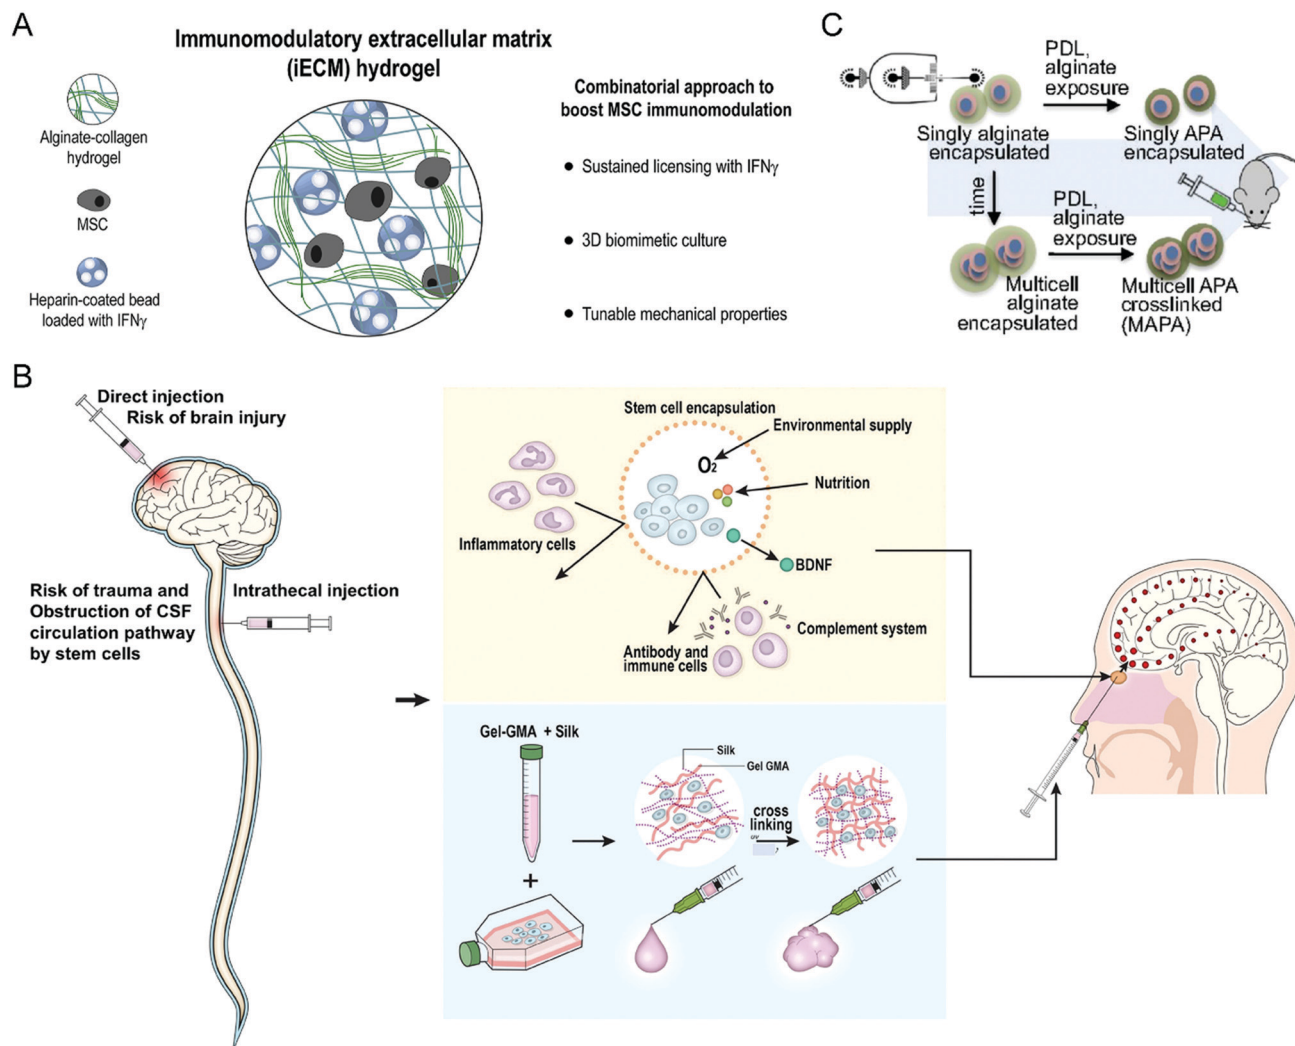 A
Immunomodulatory extracellular matrix
(iECM) hydrogel
Alginate-collagen
hydrogel
MSC
Heparin-coated bead
loaded with IFNγ
Combinatorial approach to
boost MSC immunomodulation
● Sustained licensing with IFNγ
● 3D biomimetic culture
● Tunable mechanical properties
C
PDL,
alginate
exposure
Singly alginate
encapsulated
Singly APA
encapsulated
time
PDL,
alginate
exposure
Multicell
alginate
encapsulated
Multicell APA
crosslinked
(MAPA)
B
Direct injection
Risk of brain injury
Risk of trauma and
Obstruction of CSF
circulation pathway
by stem cells
Intrathecal injection
Stem cell encapsulation
Environmental supply
O2
Nutrition
Inflammatory cells
BDNF
Complement system
Antibody and
immune cells
Gel-GMA + Silk
Silk
Gel GMA
cross
linking
+